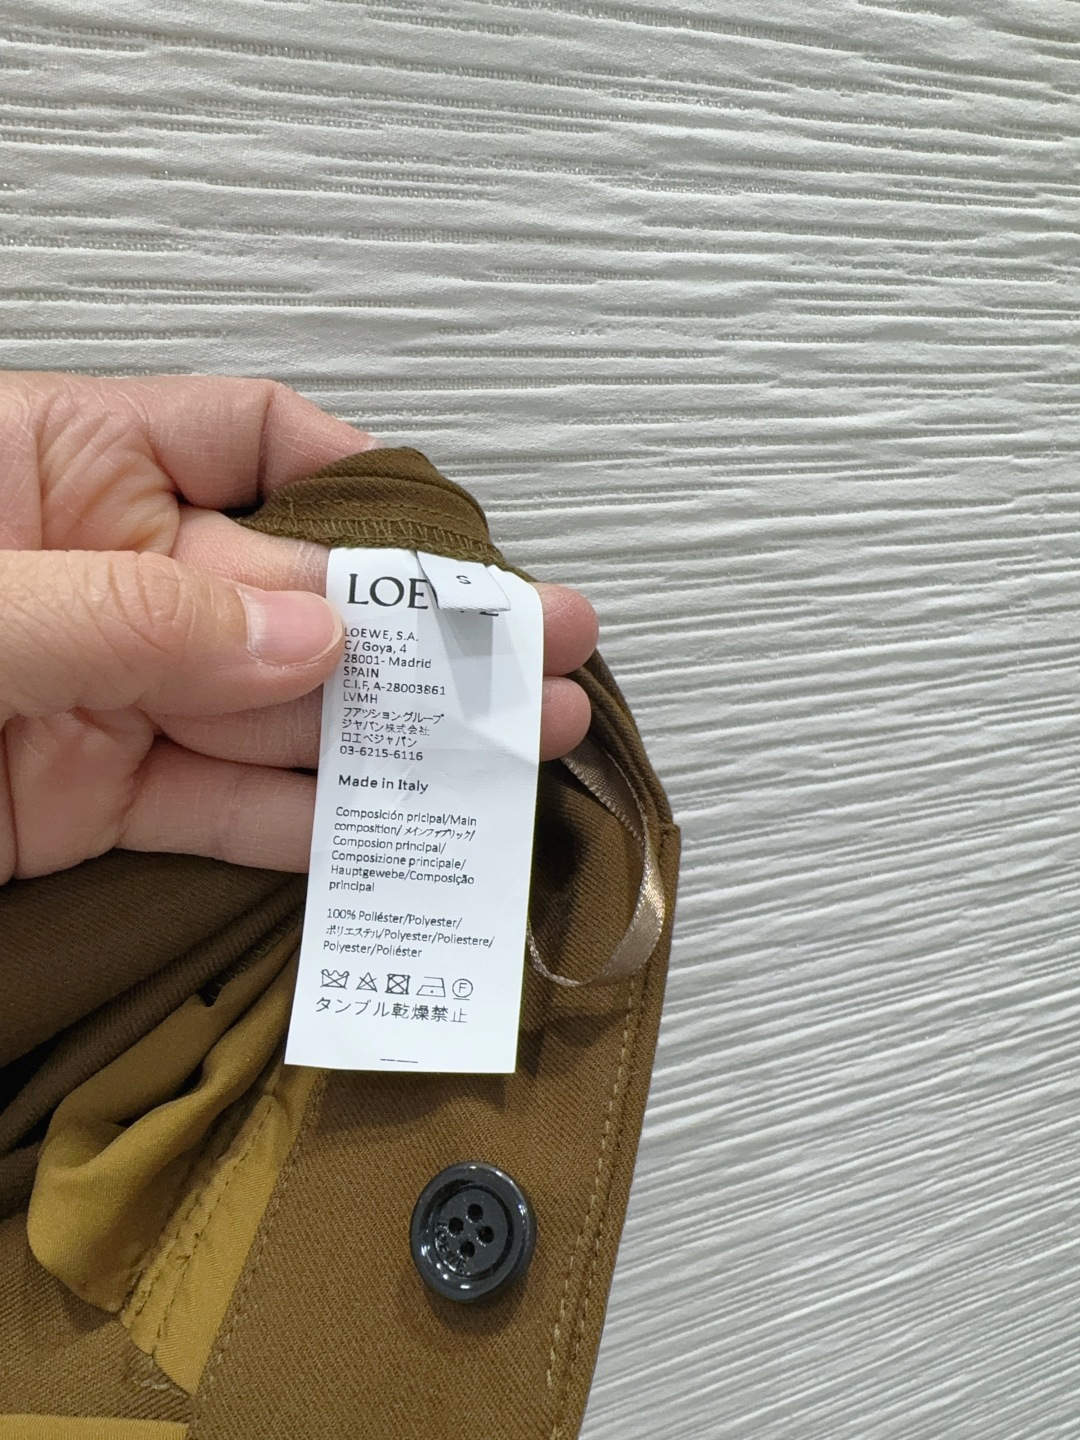 S
LOEWE
LOEWE, S.A.
C/Goya, 4
28001- Madrid
SPAIN
C.I.F, A-28003861
LVMH
ファッショングループ
ジャパン株式会社
ロエベジャパン
03-6215-6116
Made in Italy
Composición pricipal/Main
composition/メインファブリック/
Composion principal/
Composizione principale/
Hauptgewebe/Composição
principal
100% Poliéster/Polyester/
ポリエステル/Polyester/Poliestere/
Polyester/Poliéster
F
タンブル乾燥禁止